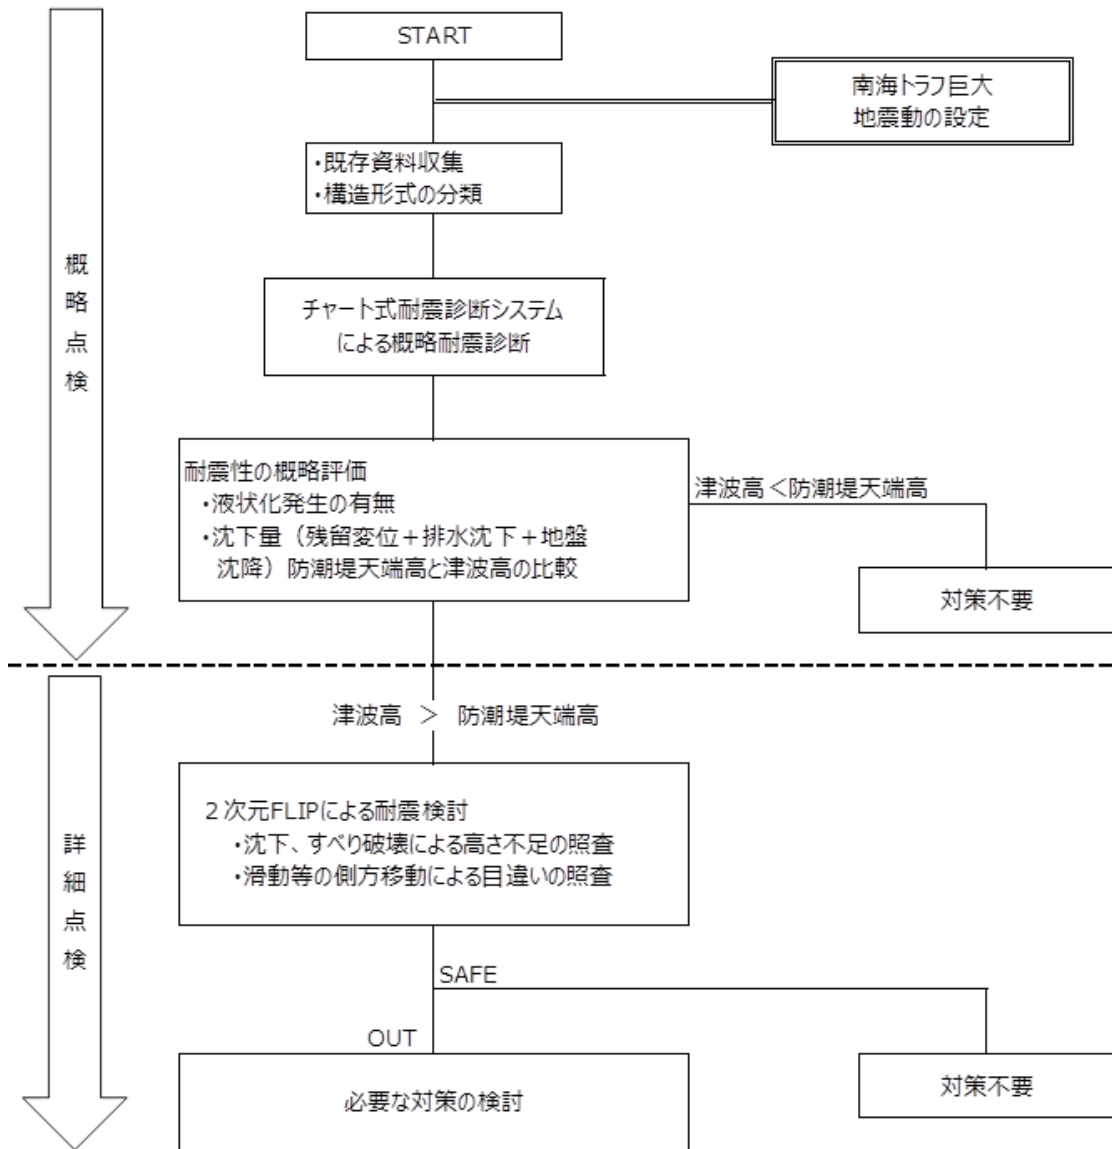 START
南海トラフ巨大
地震動の設定
・既存資料収集
・構造形式の分類
概略点検
チャート式耐震診断システム
による概略耐震診断
耐震性の概略評価
・液状化発生の有無
・沈下量（残留変位＋排水沈下＋地盤
沈降）防潮堤天端高と津波高の比較
津波高＜防潮堤天端高
対策不要
津波高　＞　防潮堤天端高
詳細点検
２次元FLIPによる耐震検討
・沈下、すべり破壊による高さ不足の照査
・滑動等の側方移動による目違いの照査
SAFE
OUT
必要な対策の検討
対策不要